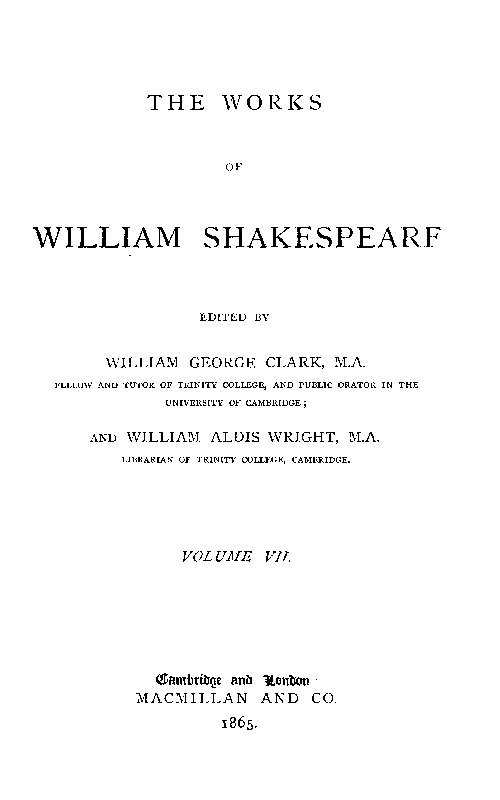 THE WORKS
OF
WILLIAM SHAKESPEARE
EDITED BY
WILLIAM GEORGE CLARK, M.A.
FELLOW AND TUTOR OF TRINITY COLLEGE, AND PUBLIC ORATOR IN THE
UNIVERSITY OF CAMBRIDGE;
AND WILLIAM ALDIS WRIGHT, M.A.
LIBRARIAN OF TRINITY COLLEGE, CAMBRIDGE.
VOLUME VII.
Cambridge and London
MACMILLAN AND CO.
1865.